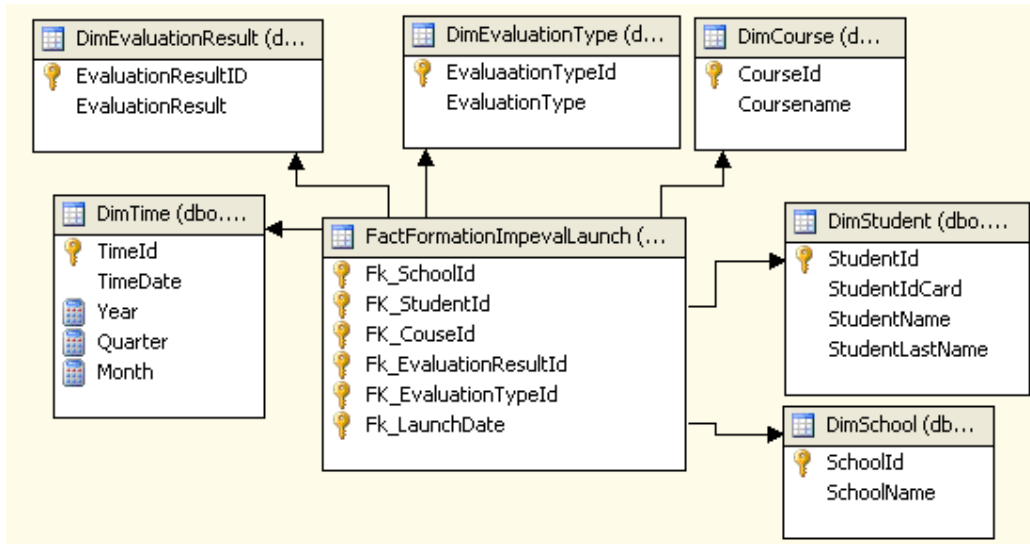 DimEvaluationResult (d...
EvaluationResultID
EvaluationResult
DimEvaluationType (d...
EvaluaationTypeId
EvaluationType
DimCourse (d...
CourseId
Coursename
DimTime (dbo....
TimeId
TimeDate
Year
Quarter
Month
FactFormationImpevalLaunch (...
Fk_SchoolId
Fk_StudentId
FK_CouseId
Fk_EvaluationResultId
FK_EvaluationTypeId
Fk_LaunchDate
DimStudent (dbo....
StudentId
StudentIdCard
StudentName
StudentLastName
DimSchool (db...
SchoolId
SchoolName